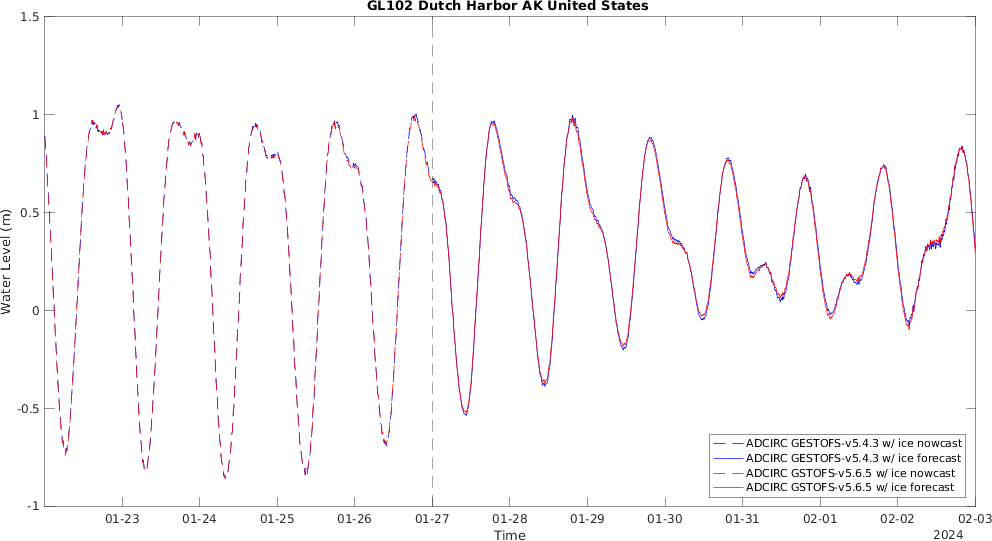 GL102 Dutch Harbor AK United States
1.5
1
0.5
0
-0.5
-1
Water Level (m)
ADCIRC GESTOFS-v5.4.3 w/ ice nowcast
ADCIRC GESTOFS-v5.4.3 w/ ice forecast
ADCIRC GSTOFS-v5.6.5 w/ ice nowcast
ADCIRC GSTOFS-v5.6.5 w/ ice forecast
01-23 01-24 01-25 01-26 01-27 01-28 01-29 01-30 01-31 02-01 02-02 02-03
Time
2024